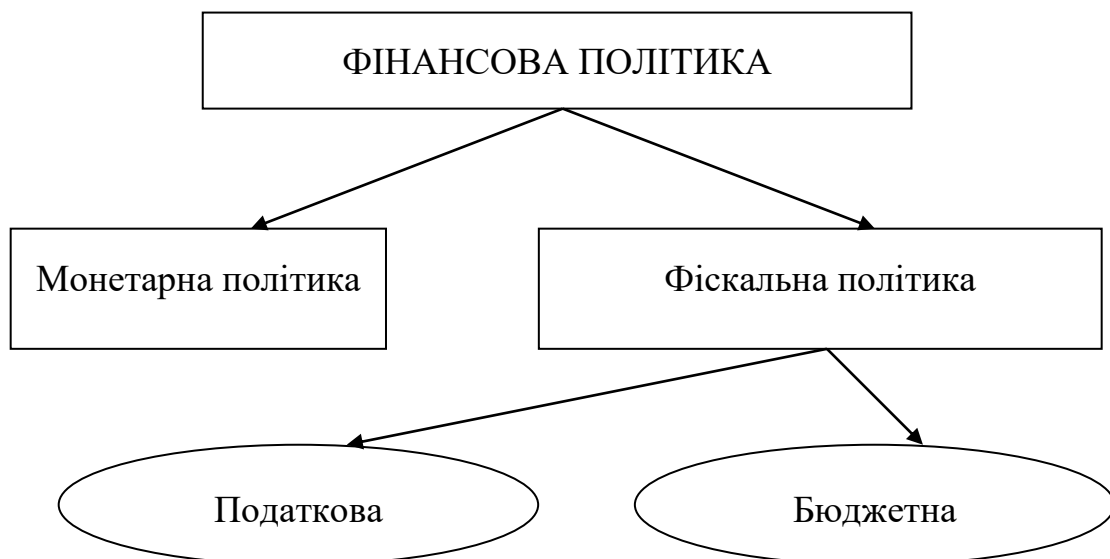 ФІНАНСОВА ПОЛІТИКА
Монетарна політика
Фіскальна політика
Податкова
Бюджетна